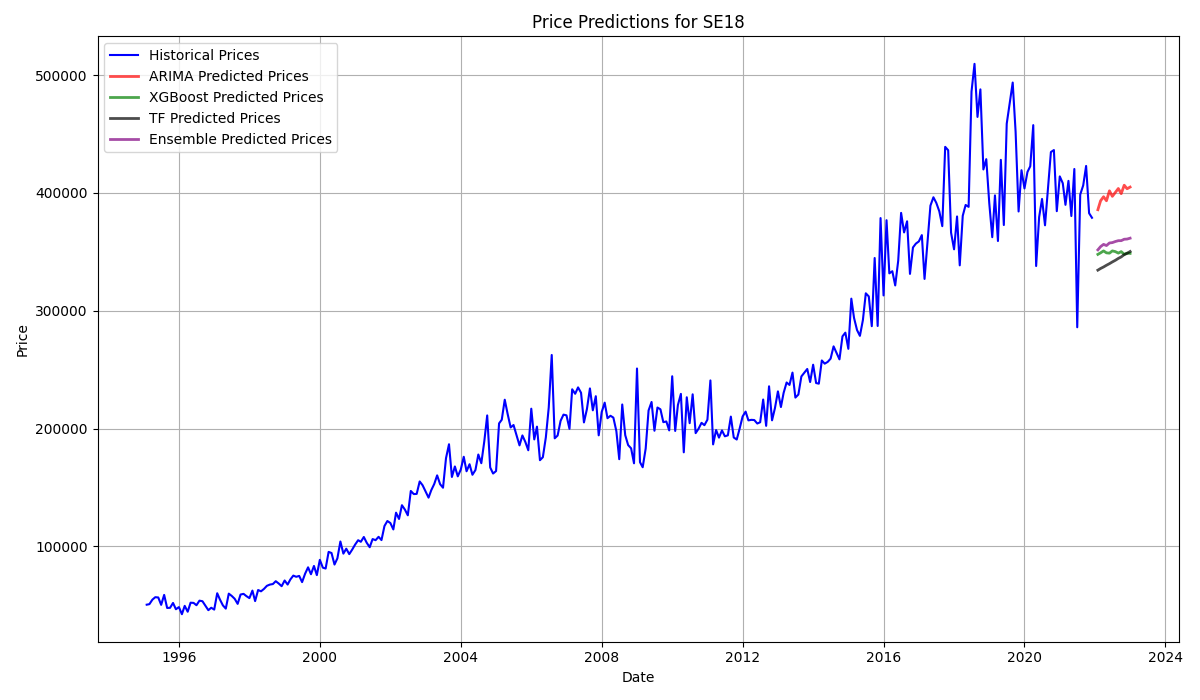 Price Predictions for SE18
Historical Prices
ARIMA Predicted Prices
XGBoost Predicted Prices
TF Predicted Prices
Ensemble Predicted Prices
500000
400000
300000
200000
100000
Price
1996 2000 2004 2008 2012 2016 2020 2024
Date